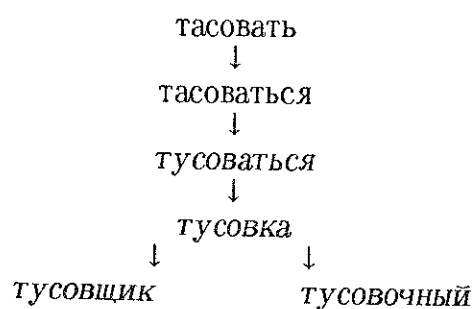 тасовать
↓
тасоваться
↓
тусоваться
↓
тусовка
↓ ↓
тусовщик тусовочный